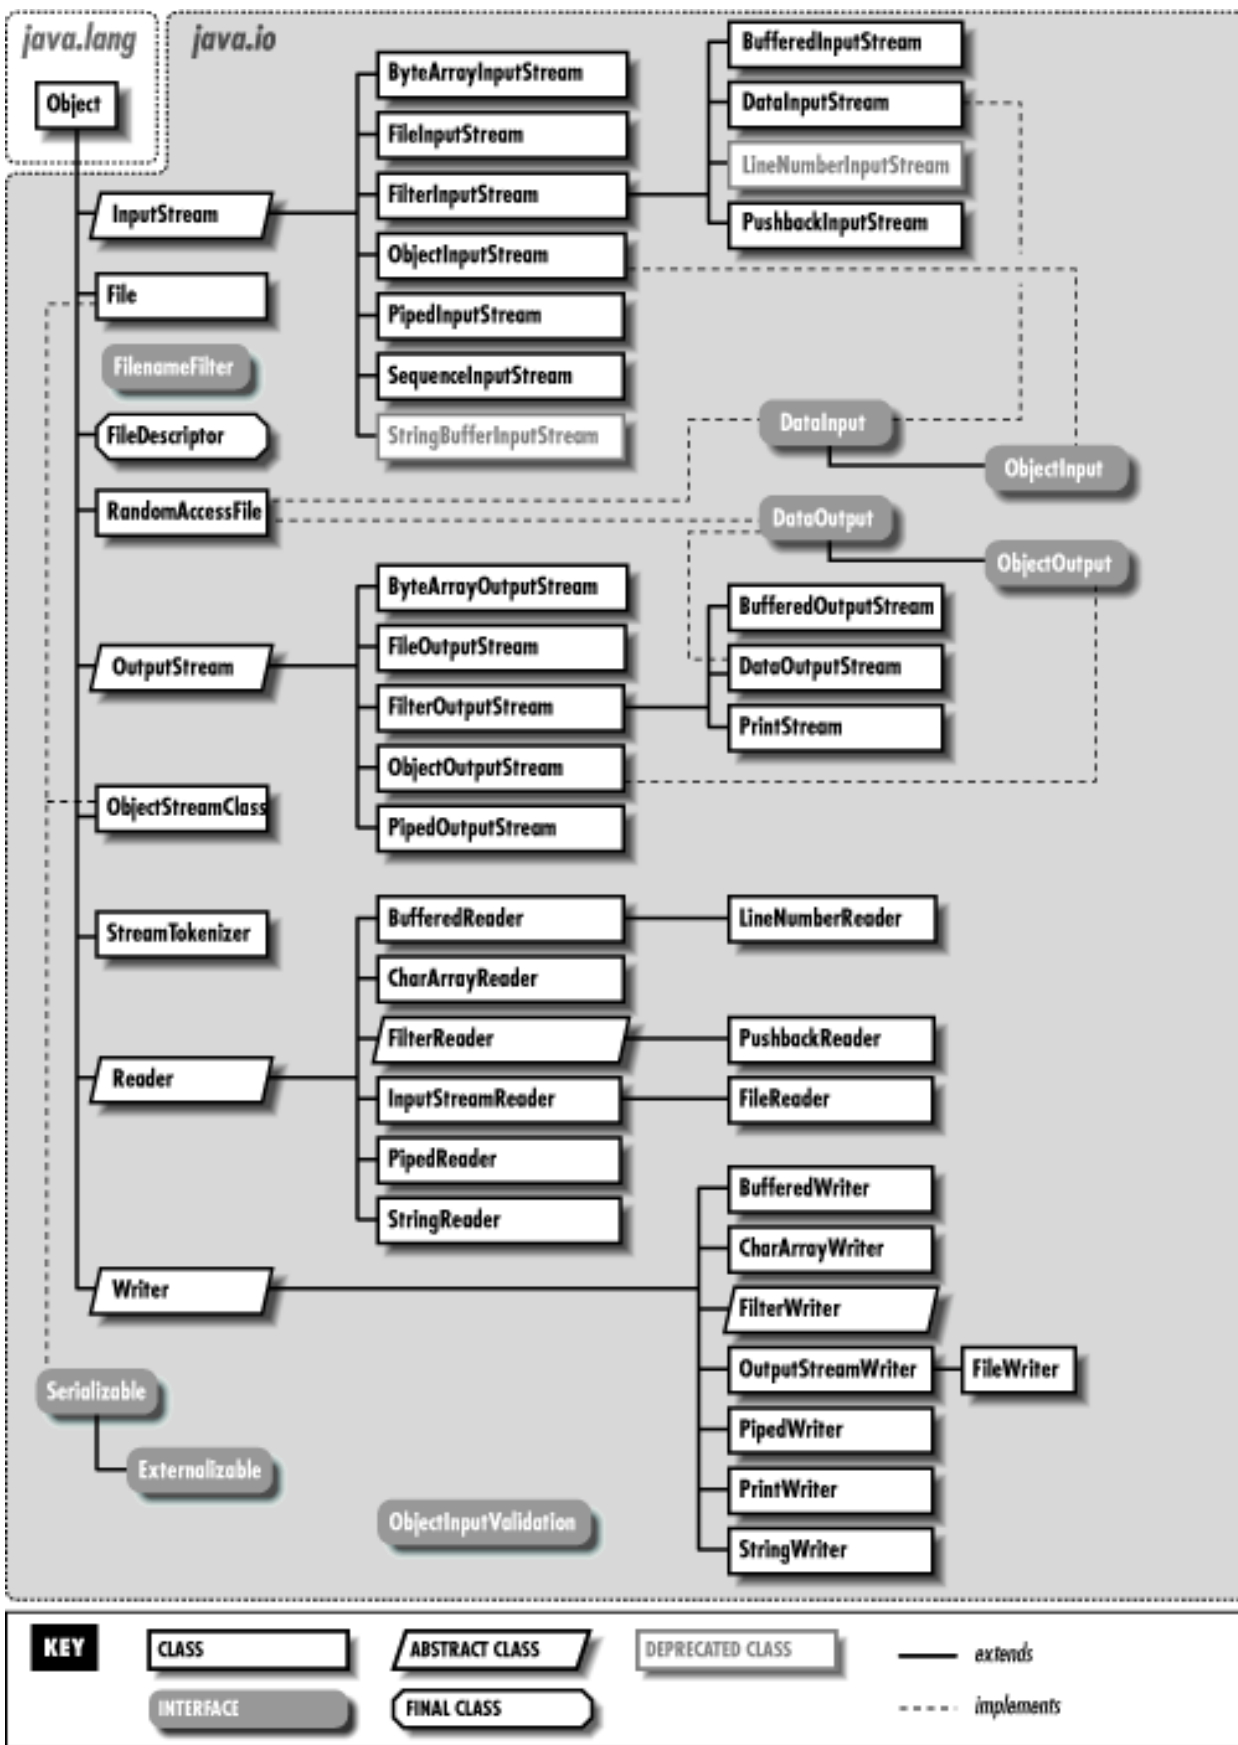 java.lang
java.io
Object
InputStream
File
FilenameFilter
FileDescriptor
RandomAccessFile
OutputStream
ObjectStreamClass
StreamTokenizer
Reader
Writer
Serializable
Externalizable
ByteArrayInputStream
FileInputStream
FilterInputStream
ObjectInputStream
PipedInputStream
SequenceInputStream
StringBufferInputStream
BufferedInputStream
DataInputStream
LineNumberInputStream
PushbackInputStream
DataInput
ObjectInput
DataOutput
ObjectOutput
ByteArrayOutputStream
FileOutputStream
FilterOutputStream
ObjectOutputStream
PipedOutputStream
BufferedOutputStream
DataOutputStream
PrintStream
BufferedReader
CharArrayReader
FilterReader
InputStreamReader
PipedReader
StringReader
LineNumberReader
PushbackReader
FileReader
BufferedWriter
CharArrayWriter
FilterWriter
OutputStreamWriter
FileWriter
PipedWriter
PrintWriter
StringWriter
ObjectInputValidation
KEY
CLASS
ABSTRACT CLASS
DEPRECATED CLASS
extends
INTERFACE
FINAL CLASS
implements